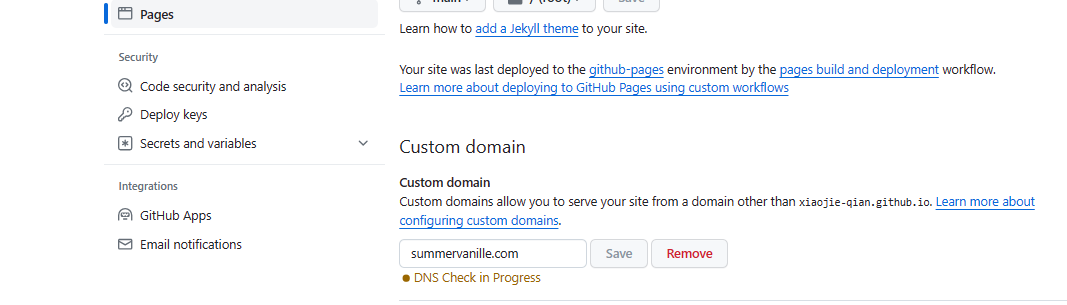 Pages
Security
Code security and analysis
Deploy keys
Secrets and variables
Integrations
GitHub Apps
Email notifications
main
/ (root)
Save
Learn how to add a Jekyll theme to your site.
Your site was last deployed to the github-pages environment by the pages build and deployment workflow.
Learn more about deploying to GitHub Pages using custom workflows
Custom domain
Custom domain
Custom domains allow you to serve your site from a domain other than xiaojie-qian.github.io. Learn more about
configuring custom domains.
summervanille.com
Save
Remove
DNS Check in Progress